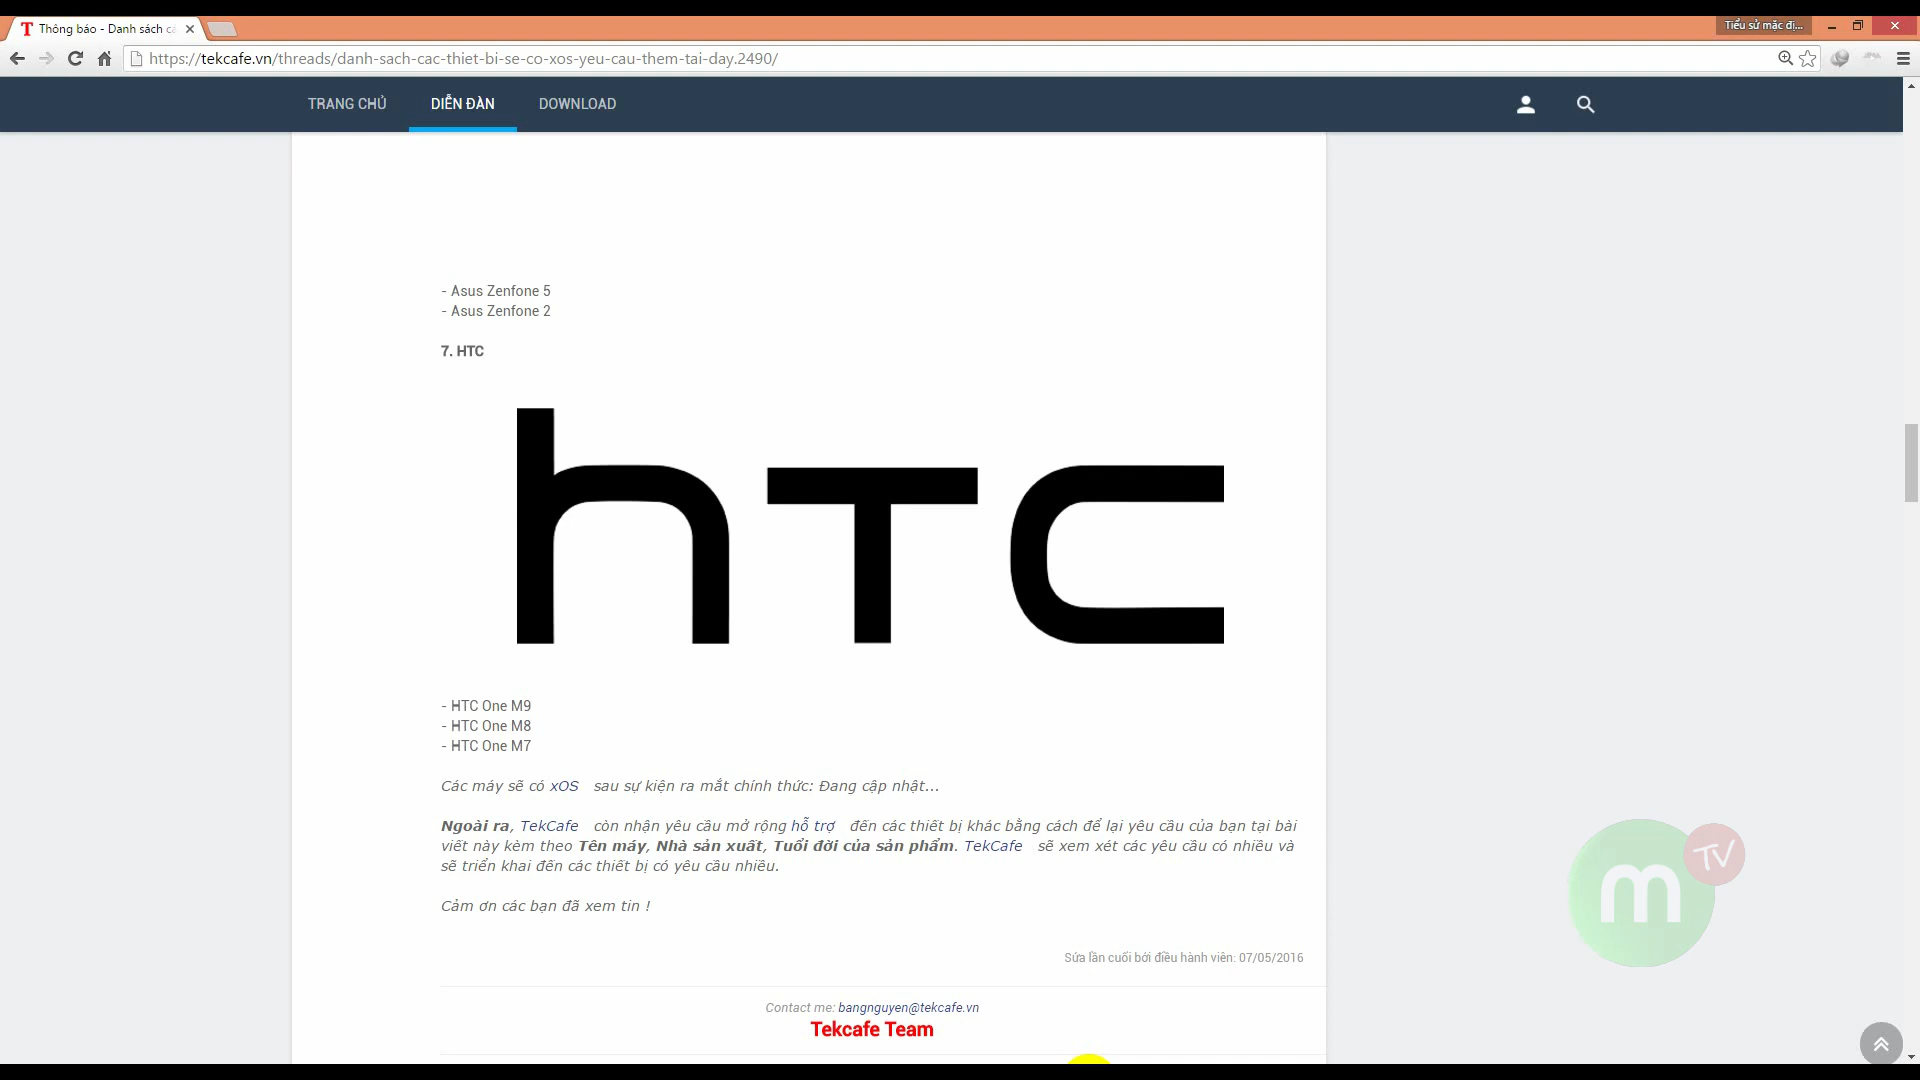 Thông báo - Danh sách cá
Tiểu sử mặc đị...
https://tekcafe.vn/threads/danh-sach-cac-thiet-bi-se-co-xos-yeu-cau-them-tai-day.2490/
TRANG CHỦ DIỄN ĐÀN DOWNLOAD
- Asus Zenfone 5
- Asus Zenfone 2
7. HTC
hTC
- HTC One M9
- HTC One M8
- HTC One M7
Các máy sẽ có xOS sau sự kiện ra mắt chính thức: Đang cập nhật...
Ngoài ra, TekCafe còn nhận yêu cầu mở rộng hỗ trợ đến các thiết bị khác bằng cách để lại yêu cầu của bạn tại bài
viết này kèm theo Tên máy, Nhà sản xuất, Tuổi đời của sản phẩm. TekCafe sẽ xem xét các yêu cầu có nhiều và
sẽ triển khai đến các thiết bị có yêu cầu nhiều.
Cảm ơn các bạn đã xem tin !
Sửa lần cuối bởi điều hành viên: 07/05/2016
Contact me: bangnguyen@tekcafe.vn
Tekcafe Team
m TV